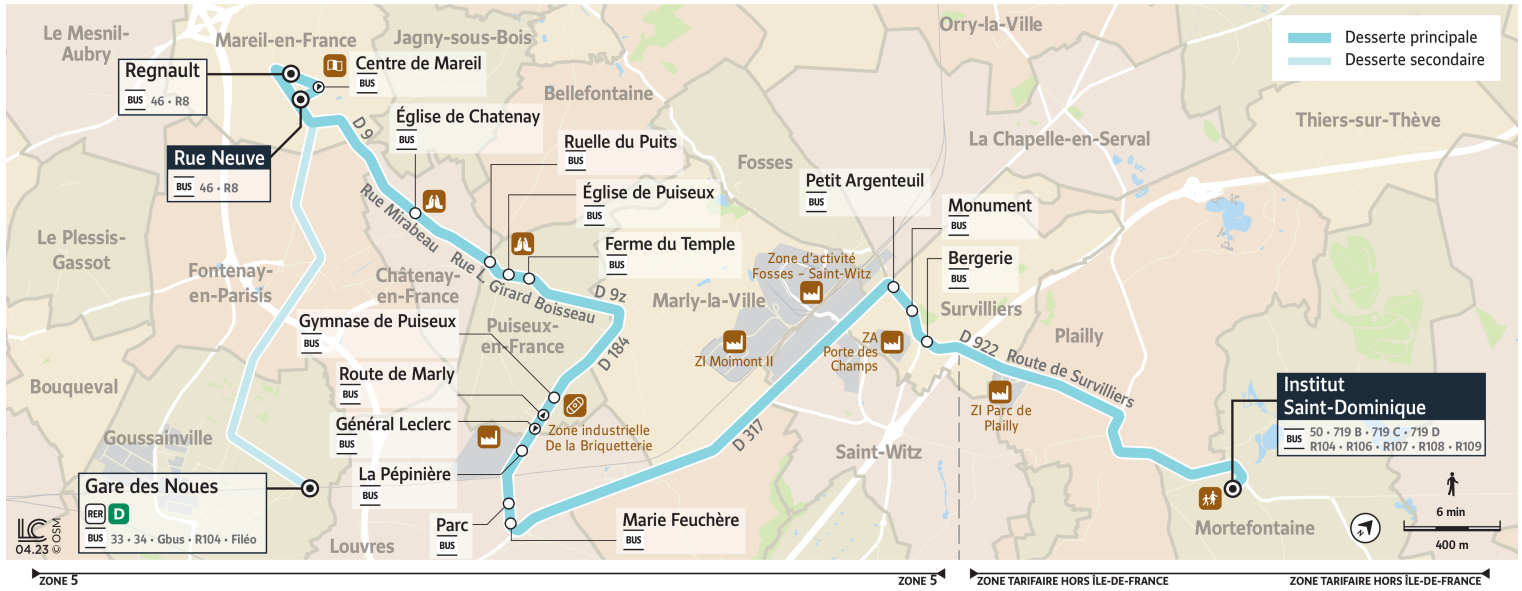 Le Mesnil-
Aubry
Mareil-en-France
Jagny-sous-Bois
Orry-la-Ville
Desserte principale
Desserte secondaire
Regnault
BUS 46 • R8
Centre de Mareil
BUS
Bellefontaine
Église de Chatenay
BUS
D 9
Rue Neuve
BUS 46 • R8
Ruelle du Puits
BUS
Fosses
La Chapelle-en-Serval
Thiers-sur-Thève
Rue Mirabeau
Église de Puiseux
BUS
Petit Argenteuil
BUS
Monument
BUS
Le Plessis-
Gassot
Fontenay-
en-Parisis
Châtenay-
en-France
Rue L. Girard Boisseau
Ferme du Temple
BUS
Zone d'activité
Fosses – Saint-Witz
Bergerie
BUS
D 9z
Marly-la-Ville
Survilliers
Gymnase de Puiseux
BUS
Puiseux-
en-France
D 184
ZI Moimont II
ZA
Porte des
Champs
D 922 Route de Survilliers
Plailly
Bouqueval
Route de Marly
BUS
ZI Parc de
Plailly
Institut
Saint-Dominique
BUS 50 • 719 B • 719 C • 719 D
R104 • R106 • R107 • R108 • R109
Goussainville
Général Leclerc
BUS
Zone industrielle
De la Briquetterie
D 317
Saint-Witz
La Pépinière
BUS
Gare des Noues
RER D
BUS 33 • 34 • Gbus • R104 • Filéo
Parc
BUS
Marie Feuchère
BUS
Mortefontaine
N
6 min
400 m
LC
04.23 © OSM
Louvres
ZONE 5
ZONE 5
ZONE TARIFAIRE HORS ÎLE-DE-FRANCE
ZONE TARIFAIRE HORS ÎLE-DE-FRANCE